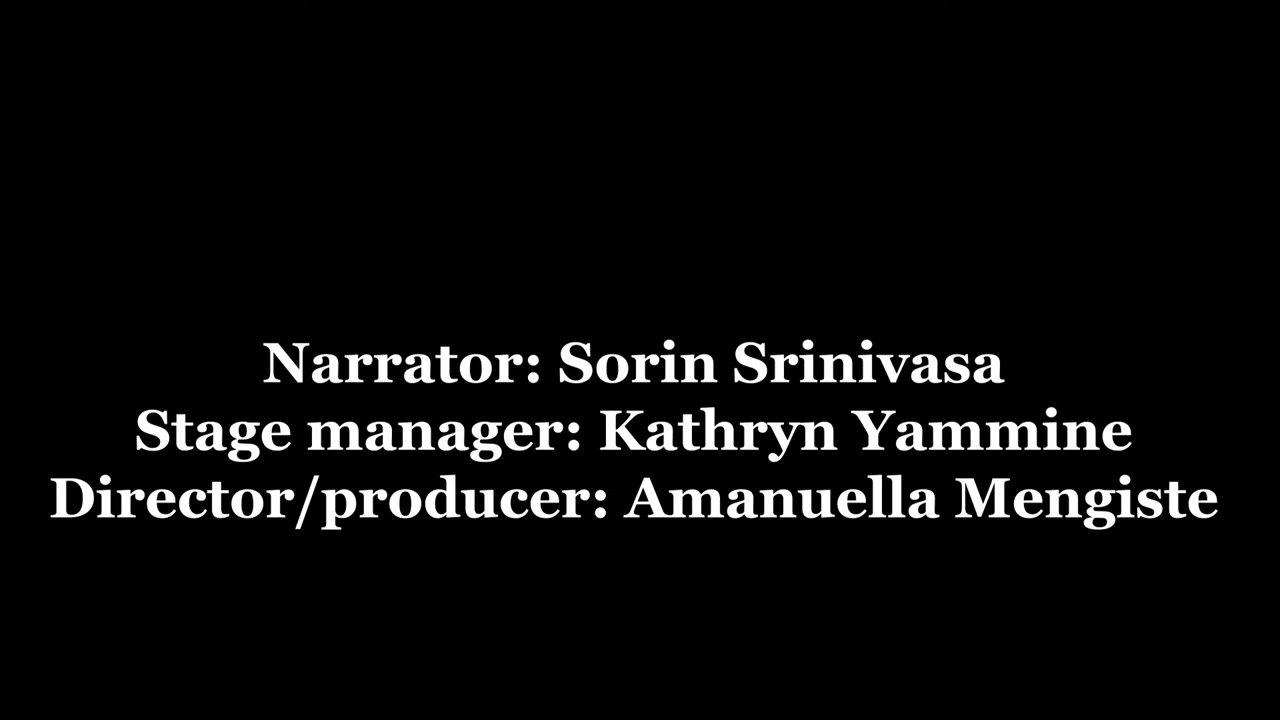 Narrator: Sorin Srinivasa
Stage manager: Kathryn Yammine
Director/producer: Amanuella Mengiste